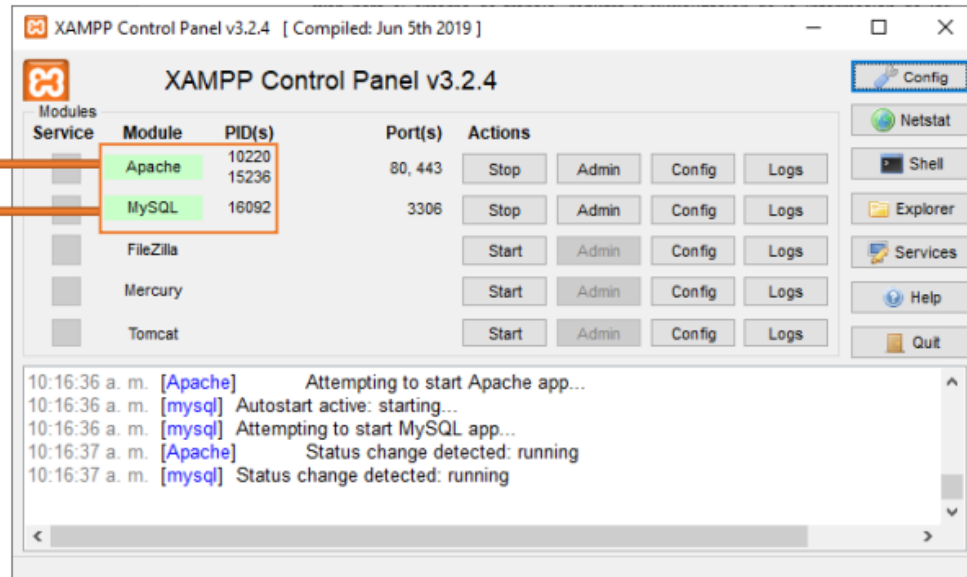 XAMPP Control Panel v3.2.4 [ Compiled: Jun 5th 2019 ]
XAMPP Control Panel v3.2.4
Config
Modules
Service Module PID(s) Port(s) Actions
Netstat
Apache 10220 15236 80, 443 Stop Admin Config Logs
Shell
MySQL 16092 3306 Stop Admin Config Logs
Explorer
FileZilla Start Admin Config Logs
Services
Mercury Start Admin Config Logs
Help
Tomcat Start Admin Config Logs
Quit
10:16:36 a. m. [Apache] Attempting to start Apache app...
10:16:36 a. m. [mysql] Autostart active: starting...
10:16:36 a. m. [mysql] Attempting to start MySQL app...
10:16:37 a. m. [Apache] Status change detected: running
10:16:37 a. m. [mysql] Status change detected: running